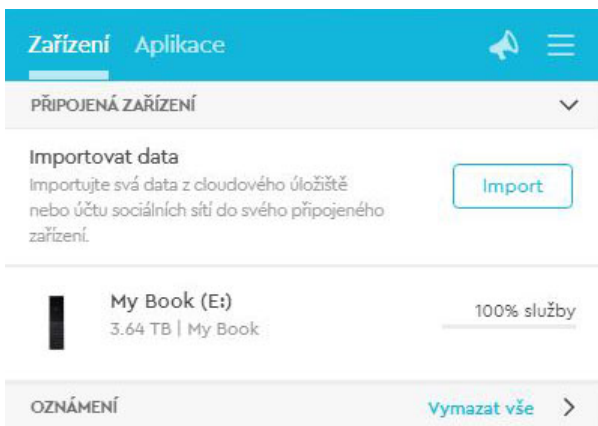 Zařízení Aplikace
PŘIPOJENÁ ZAŘÍZENÍ
Importovat data
Importujte svá data z cloudového úložiště
nebo účtu sociálních sítí do svého připojeného
zařízení.
Import
My Book (E:)
3.64 TB | My Book
100% služby
OZNÁMENÍ
Vymazat vše